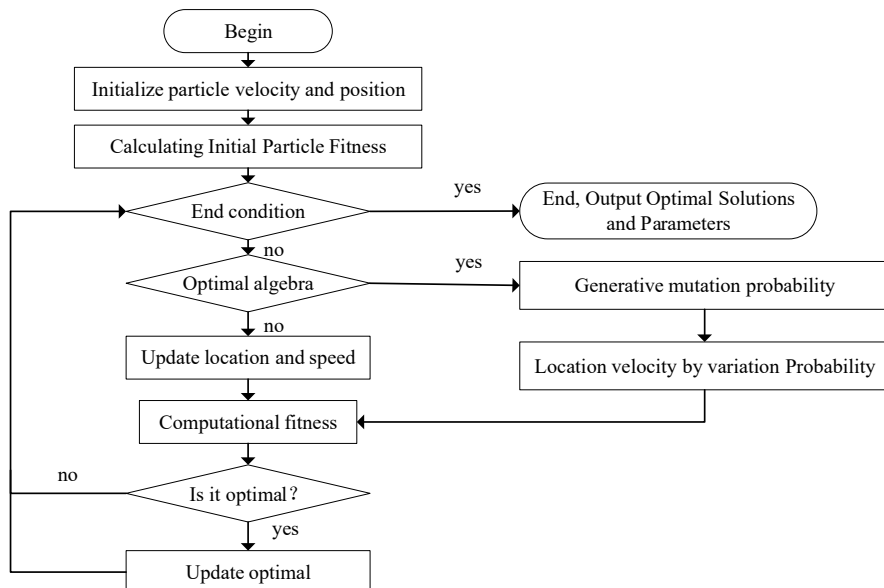 Begin
Initialize particle velocity and position
Calculating Initial Particle Fitness
End condition
yes
End, Output Optimal Solutions
and Parameters
no
Optimal algebra
yes
Generative mutation probability
no
Update location and speed
Location velocity by variation Probability
Computational fitness
no
Is it optimal？
yes
Update optimal